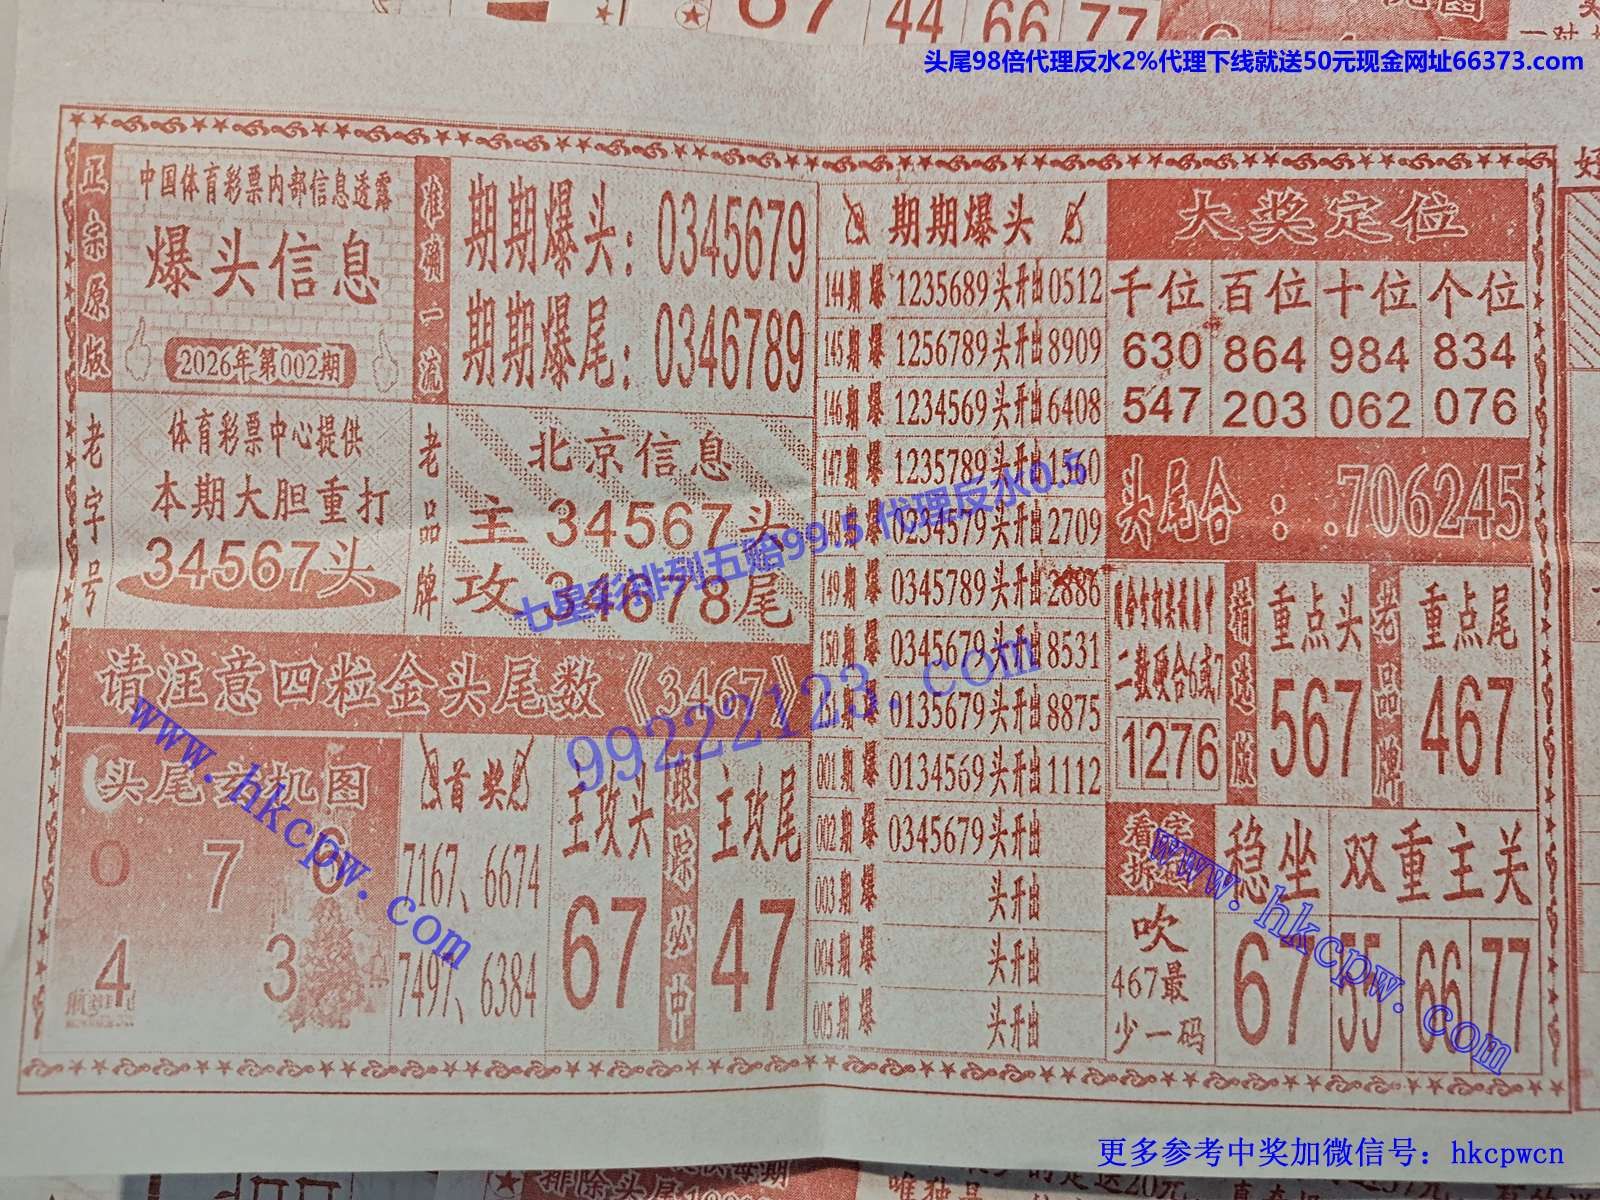 头尾98倍代理反水2%代理下线就送50元现金网址66373.com
67 44 66 77
正宗原版
中国体育彩票内部信息透露
爆头信息
2026年第002期
准确一流
期期爆头：0345679
期期爆尾：0346789
老字号
体育彩票中心提供
本期大胆重打
34567头
老品牌
北京信息
主34567头
攻34678尾
七星彩排列五赔99.5 代理反水0.5
请注意四粒金头尾数《3467》
99222123.com
www.hkcpw.com
头尾玄机图
0 7 6
4 3
首奖
7167、6674
7497、6384
主攻头
67
跟踪必中
主攻尾
47
期期爆头
144期 爆 1235689头开出0512
145期 爆 1256789头开出8909
146期 爆 1234569头开出6408
147期 爆 1235789头开出1560
148期 爆 0234579头开出2709
149期 爆 0345789头开出2886
150期 爆 0345679头开出8531
爆 0135679头开出8875
001期 爆 0134569头开出1112
002期 爆 0345679头开出
003期 爆 头开出
004期 爆 头开出
005期 爆 头开出
大奖定位
千位 百位 十位 个位
630 864 984 834
547 203 062 076
头尾合：.706245
二数硬合6或7
1276
精选版
重点头
567
老品牌
重点尾
467
看字拆
吹
467最
少一码
稳坐
67
双重主关
55 66 77
www.hkcpw.com
更多参考中奖加微信号：hkcpwcn
排除头尾